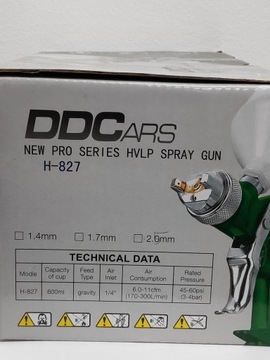 DDCARS
NEW PRO SERIES HVLP SPRAY GUN
H-827
1.4mm 1.7mm 2.0mm
TECHNICAL DATA
Modle Capacity of cup Feed Type Air Inlet Air Consumption Rated Pressure
H-827 600ml gravity 1/4" 6.0-11cfm (170-300L/min) 45-60psi (3-4bar)